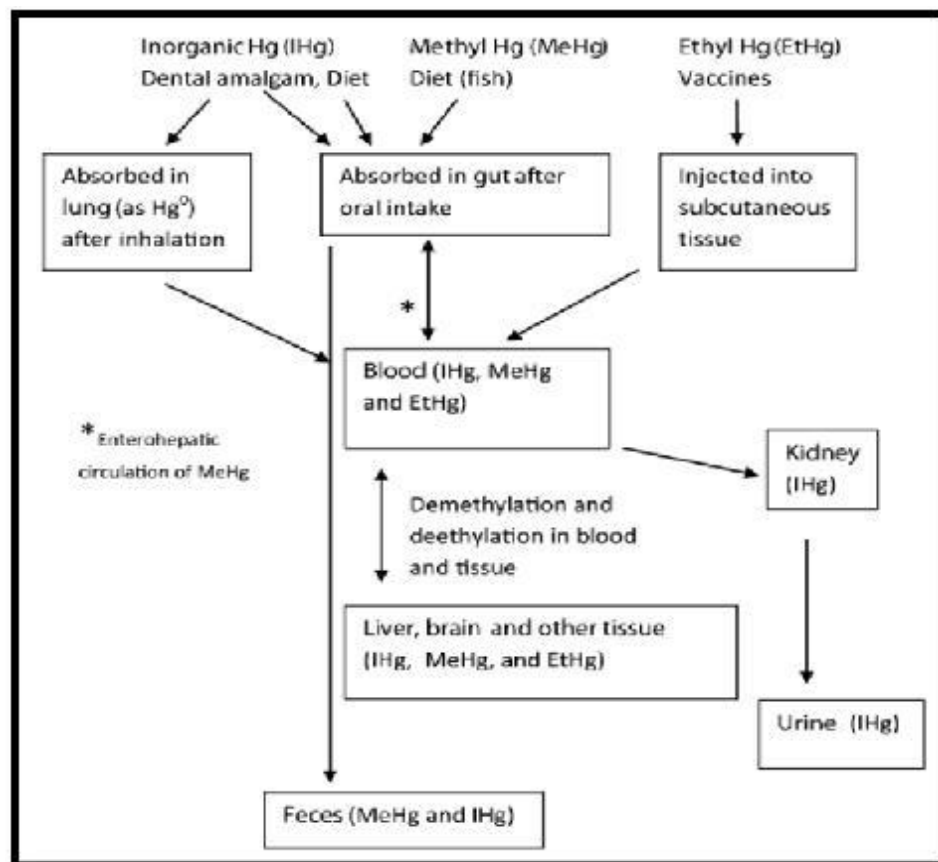 Inorganic Hg (IHg)
Dental amalgam, Diet
Methyl Hg (MeHg)
Diet (fish)
Ethyl Hg (EtHg)
Vaccines
Absorbed in
lung (as Hg⁰)
after inhalation
Absorbed in gut after
oral intake
Injected into
subcutaneous
tissue
*
Blood (IHg, MeHg
and EtHg)
* Enterohepatic
circulation of MeHg
Kidney
(IHg)
Demethylation and
deethylation in blood
and tissue
Liver, brain and other tissue
(IHg, MeHg, and EtHg)
Urine (IHg)
Feces (MeHg and IHg)